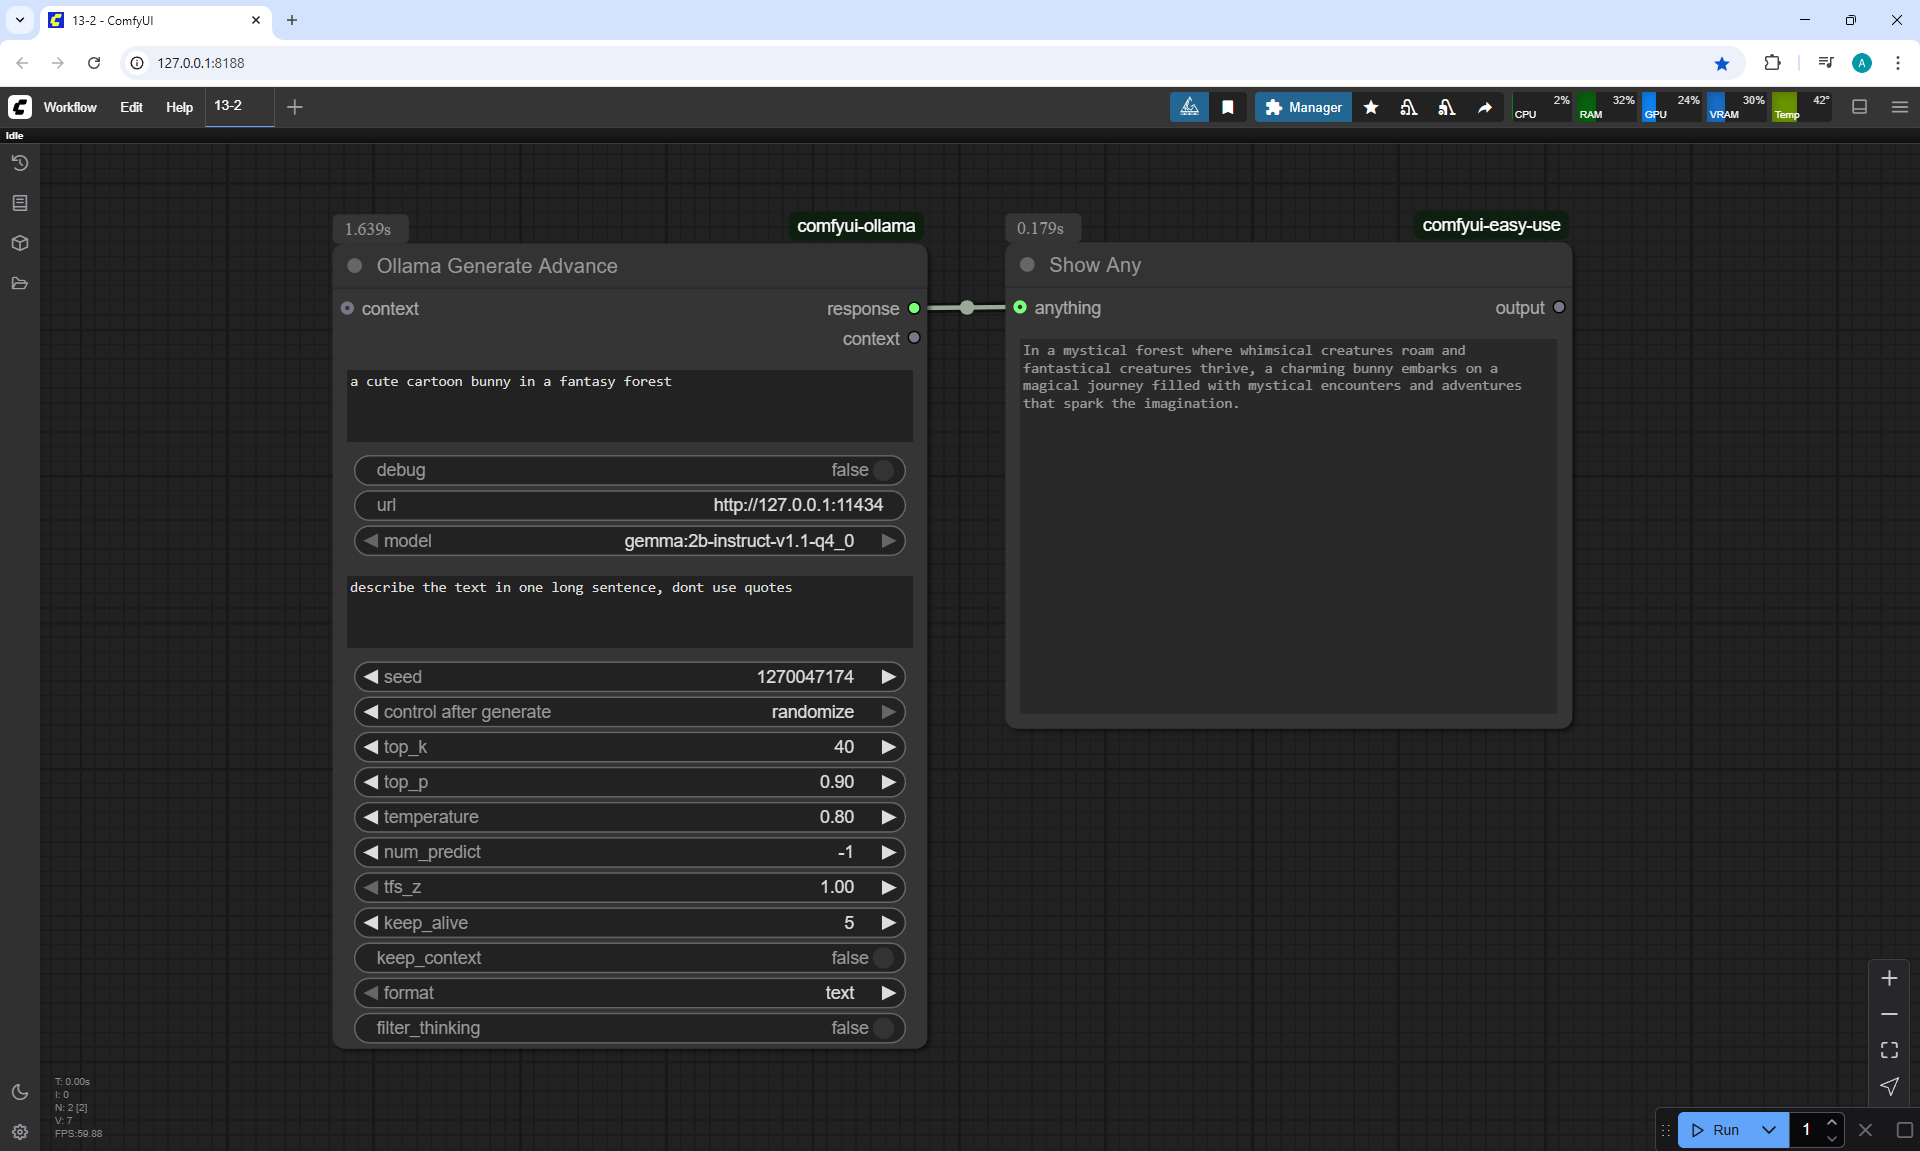 13-2 - ComfyUI
127.0.0.1:8188
Workflow Edit Help 13-2
Manager
CPU 2% RAM 32% GPU 24% VRAM 30% Temp 42°
Idle
1.639s
comfyui-ollama
Ollama Generate Advance
context
response
context
a cute cartoon bunny in a fantasy forest
debug false
url http://127.0.0.1:11434
model gemma:2b-instruct-v1.1-q4_0
describe the text in one long sentence, dont use quotes
seed 1270047174
control after generate randomize
top_k 40
top_p 0.90
temperature 0.80
num_predict -1
tfs_z 1.00
keep_alive 5
keep_context false
format text
filter_thinking false
0.179s
comfyui-easy-use
Show Any
anything
output
In a mystical forest where whimsical creatures roam and
fantastical creatures thrive, a charming bunny embarks on a
magical journey filled with mystical encounters and adventures
that spark the imagination.
T: 0.00s
I: 0
N: 2 [2]
V: 7
FPS:59.88
Run 1
A